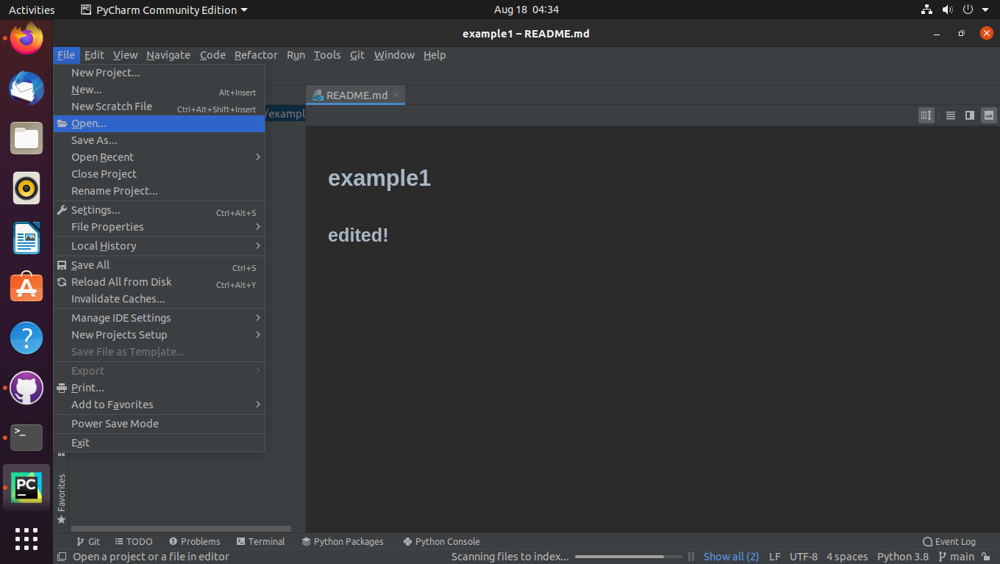 Activities PyCharm Community Edition Aug 18 04:34
example1 – README.md
File Edit View Navigate Code Refactor Run Tools Git Window Help
New Project...
New... Alt+Insert
New Scratch File Ctrl+Alt+Shift+Insert
Open...
Save As...
Open Recent
Close Project
Rename Project...
Settings... Ctrl+Alt+S
File Properties
Local History
Save All Ctrl+S
Reload All from Disk Ctrl+Alt+Y
Invalidate Caches...
Manage IDE Settings
New Projects Setup
Save File as Template...
Export
Print...
Add to Favorites
Power Save Mode
Exit
/exampl
README.md
example1
edited!
Favorites
Git TODO Problems Terminal Python Packages Python Console Event Log
Open a project or a file in editor Scanning files to index... Show all (2) LF UTF-8 4 spaces Python 3.8 main
MD
>_
PC
?